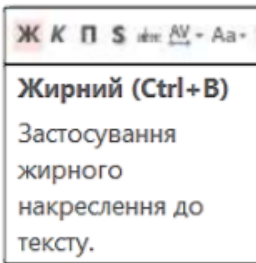 Ж К П S abc AV Aa
Жирний (Ctrl+B)
Застосування
жирного
накреслення до
тексту.